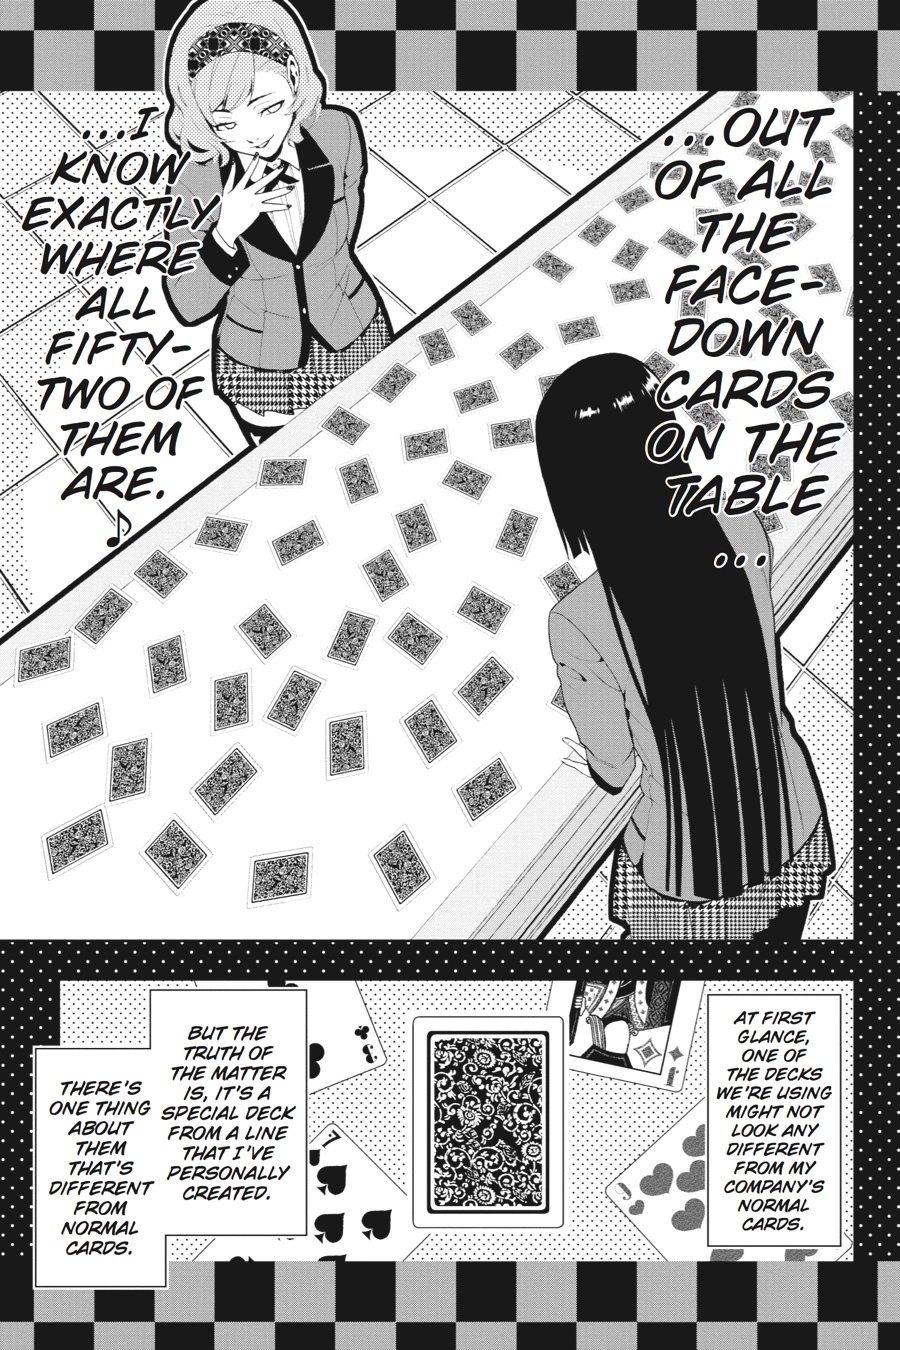 ...OUT
OF ALL
THE
FACE-
DOWN
CARDS
ON THE
TABLE
...
...I
KNOW
EXACTLY
WHERE
ALL
FIFTY-
TWO OF
THEM
ARE.
♪
AT FIRST
GLANCE,
ONE OF
THE DECKS
WE'RE USING
MIGHT NOT
LOOK ANY
DIFFERENT
FROM MY
COMPANY'S
NORMAL
CARDS.
BUT THE
TRUTH OF
THE MATTER
IS, IT'S A
SPECIAL DECK
FROM A LINE
THAT I'VE
PERSONALLY
CREATED.
THERE'S
ONE THING
ABOUT
THEM
THAT'S
DIFFERENT
FROM
NORMAL
CARDS.
7